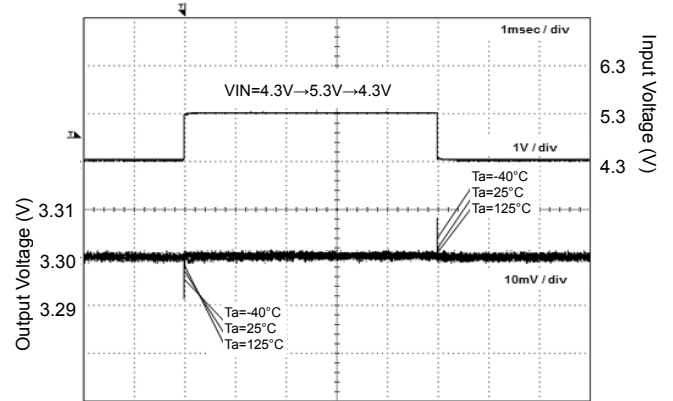 1msec / div
6.3
VIN=4.3V→5.3V→4.3V
5.3
1V / div
4.3
Input Voltage (V)
Ta=-40°C
Ta=25°C
Ta=125°C
3.31
3.30
3.29
Output Voltage (V)
10mV / div
Ta=-40°C
Ta=25°C
Ta=125°C